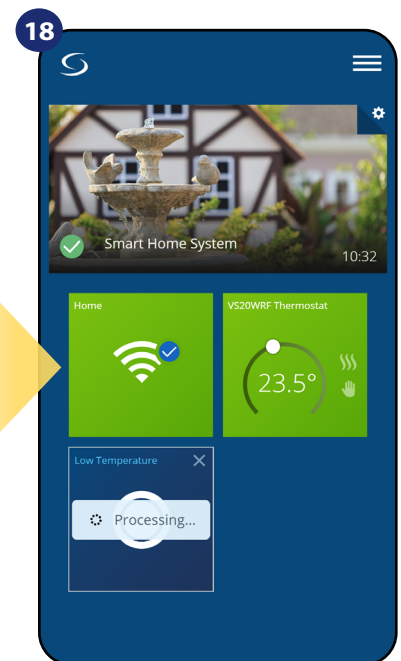 18
Smart Home System
10:32
Home
VS20WRF Thermostat
23.5°
Low Temperature
Processing...